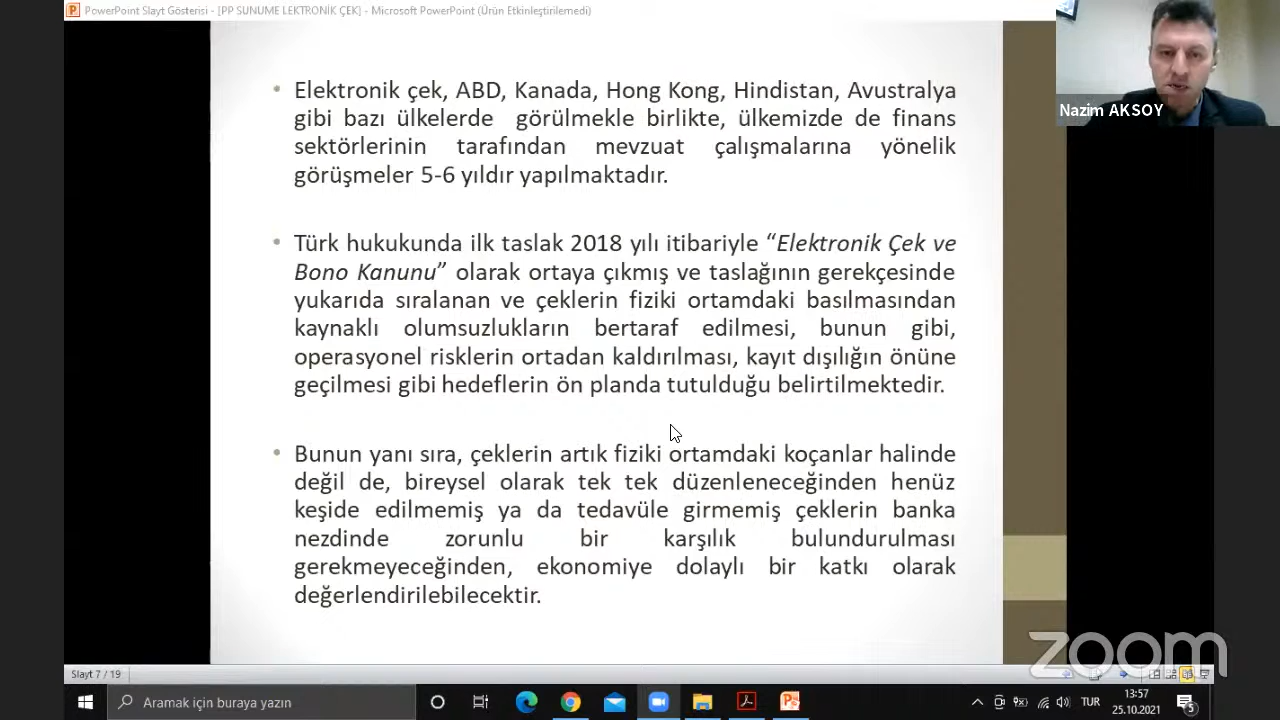 PowerPoint Slayt Gösterisi - [PP SUNUME LEKTRONİK ÇEK] - Microsoft PowerPoint (Ürün Etkinleştirilemedi)
• Elektronik çek, ABD, Kanada, Hong Kong, Hindistan, Avustralya
gibi bazı ülkelerde görülmekle birlikte, ülkemizde de finans
sektörlerinin tarafından mevzuat çalışmalarına yönelik
görüşmeler 5-6 yıldır yapılmaktadır.
• Türk hukukunda ilk taslak 2018 yılı itibariyle “Elektronik Çek ve
Bono Kanunu” olarak ortaya çıkmış ve taslağının gerekçesinde
yukarıda sıralanan ve çeklerin fiziki ortamdaki basılmasından
kaynaklı olumsuzlukların bertaraf edilmesi, bunun gibi,
operasyonel risklerin ortadan kaldırılması, kayıt dışılığın önüne
geçilmesi gibi hedeflerin ön planda tutulduğu belirtilmektedir.
• Bunun yanı sıra, çeklerin artık fiziki ortamdaki koçanlar halinde
değil de, bireysel olarak tek tek düzenleneceğinden henüz
keşide edilmemiş ya da tedavüle girmemiş çeklerin banka
nezdinde zorunlu bir karşılık bulundurulması
gerekmeyeceğinden, ekonomiye dolaylı bir katkı olarak
değerlendirilebilecektir.
Nazim AKSOY
zoom
Slayt 7 / 19
Aramak için buraya yazın
TUR
13:57
25.10.2021
5